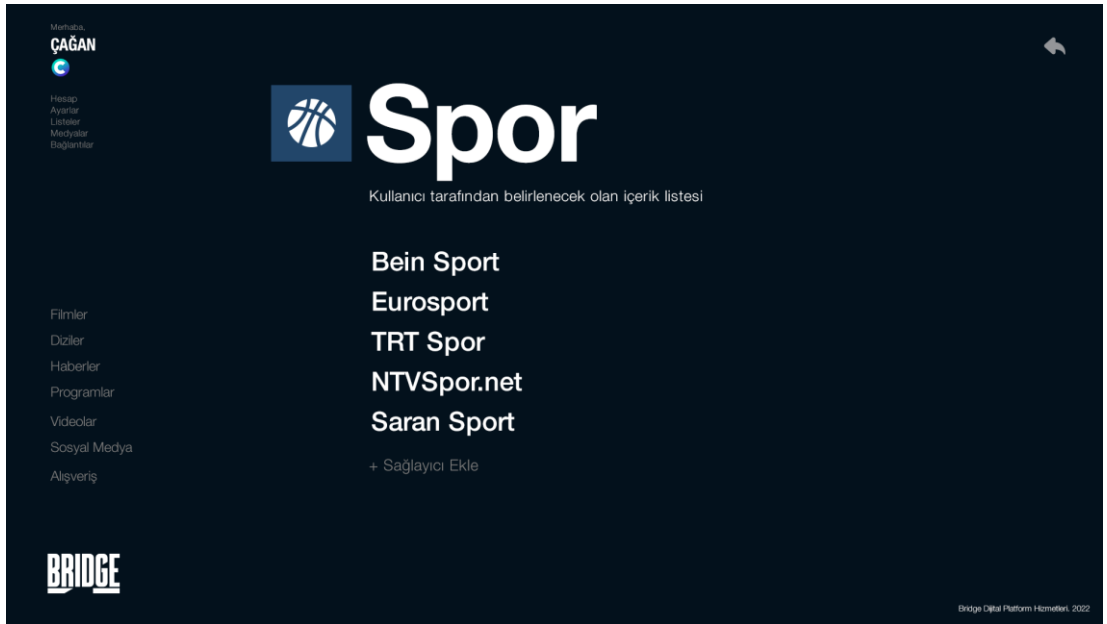 Merhaba,
ÇAĞAN
Hesap
Ayarlar
Listeler
Medyalar
Bağlantılar
Spor
Kullanıcı tarafından belirlenecek olan içerik listesi
Bein Sport
Eurosport
TRT Spor
NTVSpor.net
Saran Sport
+ Sağlayıcı Ekle
Filmler
Diziler
Haberler
Programlar
Videolar
Sosyal Medya
Alışveriş
BRIDGE
Bridge Dijital Platform Hizmetleri. 2022